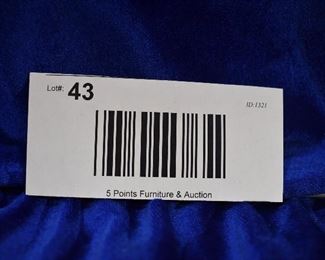 Lot#: 43 ID:1321
5 Points Furniture & Auction